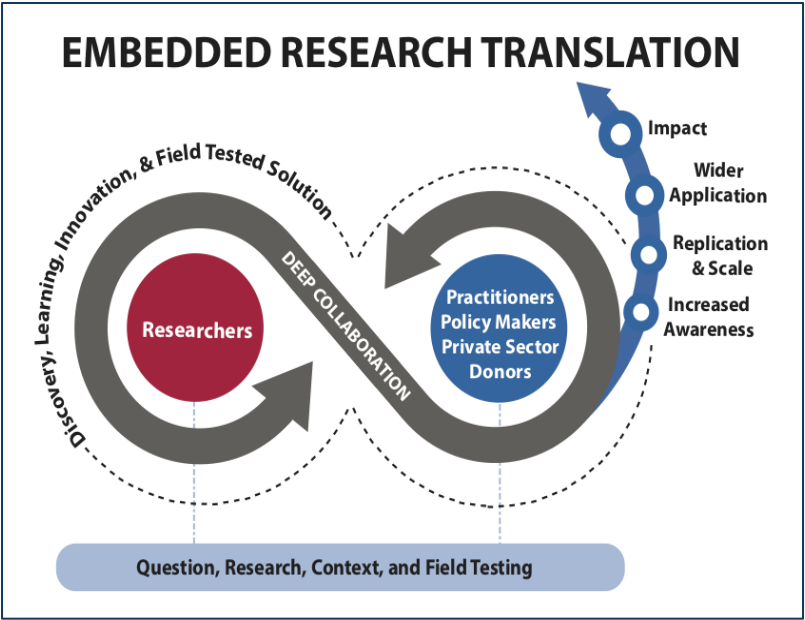 EMBEDDED RESEARCH TRANSLATION
Discovery, Learning, Innovation, & Field Tested Solution
DEEP COLLABORATION
Researchers
Practitioners
Policy Makers
Private Sector
Donors
Impact
Wider
Application
Replication
& Scale
Increased
Awareness
Question, Research, Context, and Field Testing